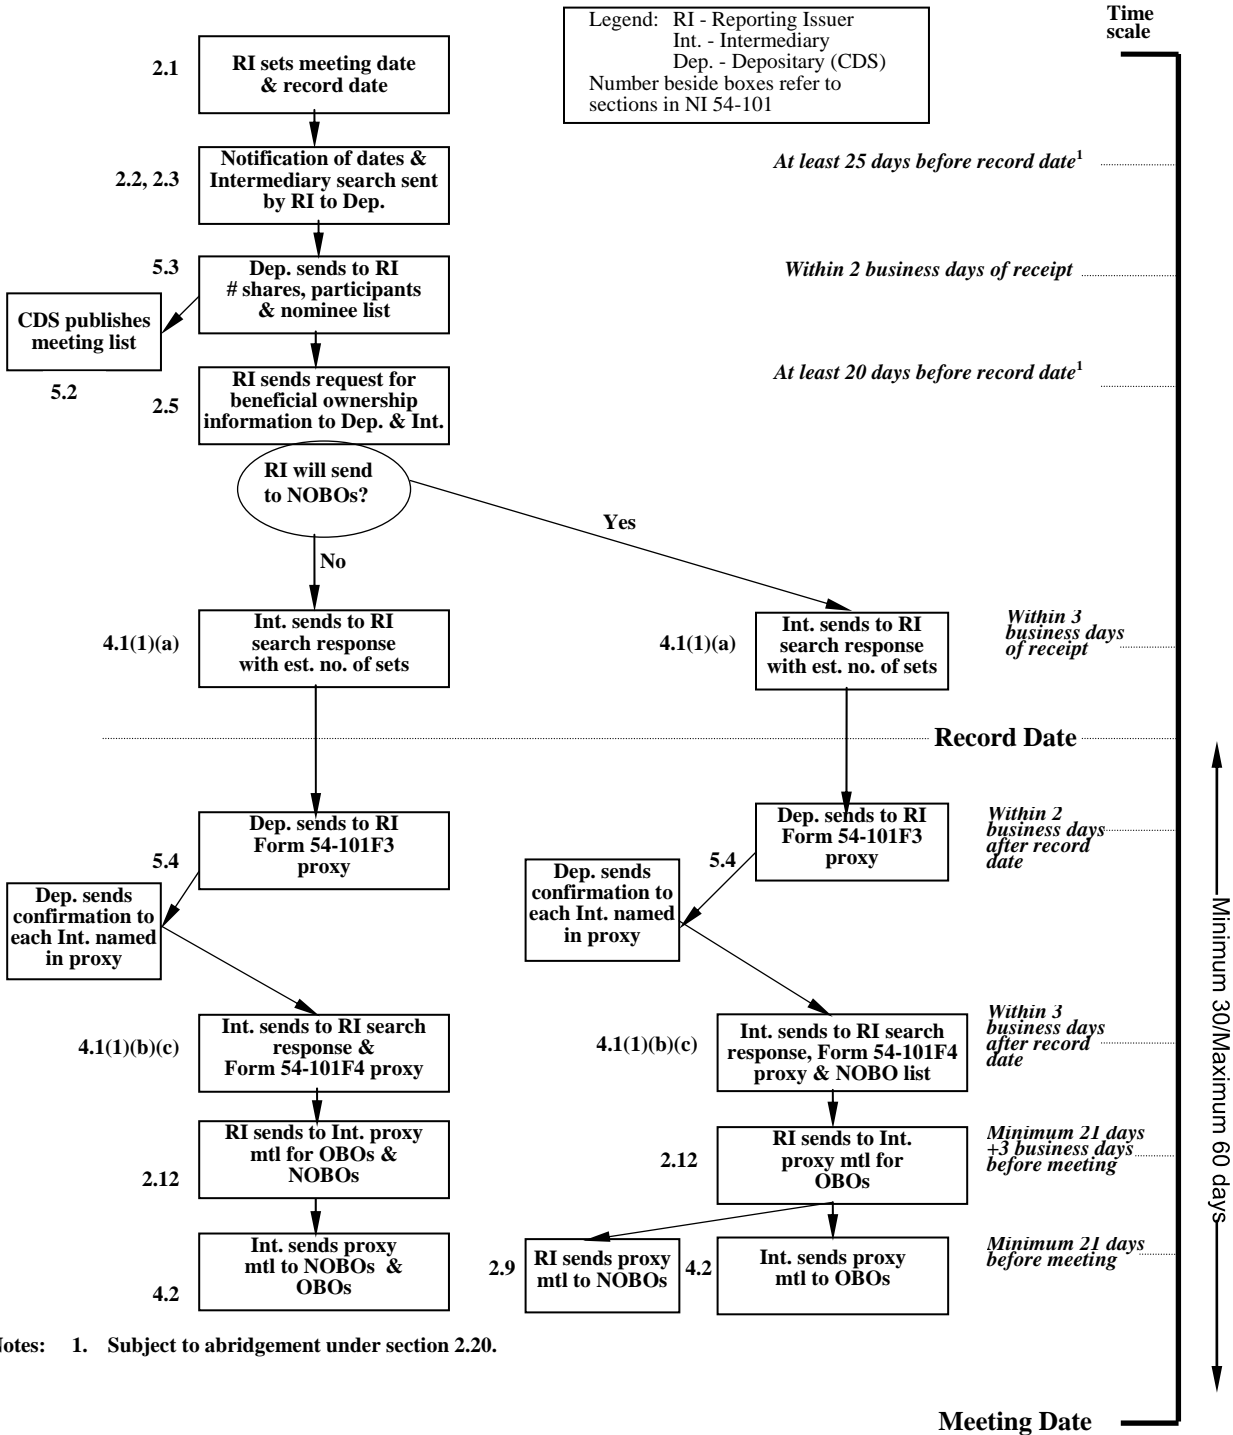 Legend: RI - Reporting Issuer
Int. - Intermediary
Dep. - Depositary (CDS)
Number beside boxes refer to
sections in NI 54-101
Time
scale
2.1
RI sets meeting date
& record date
2.2, 2.3
Notification of dates &
Intermediary search sent
by RI to Dep.
At least 25 days before record date1
5.3
Dep. sends to RI
# shares, participants
& nominee list
Within 2 business days of receipt
CDS publishes
meeting list
5.2
2.5
RI sends request for
beneficial ownership
information to Dep. & Int.
At least 20 days before record date1
RI will send
to NOBOs?
Yes
No
4.1(1)(a)
Int. sends to RI
search response
with est. no. of sets
4.1(1)(a)
Int. sends to RI
search response
with est. no. of sets
Within 3
business days
of receipt
Record Date
Dep. sends to RI
Form 54-101F3
proxy
5.4
Dep. sends
confirmation to
each Int. named
in proxy
Dep. sends to RI
Form 54-101F3
proxy
5.4
Dep. sends
confirmation to
each Int. named
in proxy
Within 2
business days
after record
date
4.1(1)(b)(c)
Int. sends to RI search
response &
Form 54-101F4 proxy
4.1(1)(b)(c)
Int. sends to RI search
response, Form 54-101F4
proxy & NOBO list
Within 3
business days
after record
date
Minimum 30/Maximum 60 days
2.12
RI sends to Int. proxy
mtl for OBOs &
NOBOs
2.12
RI sends to Int.
proxy mtl for
OBOs
Minimum 21 days
+3 business days
before meeting
4.2
Int. sends proxy
mtl to NOBOs &
OBOs
2.9
RI sends proxy
mtl to NOBOs
4.2
Int. sends proxy
mtl to OBOs
Minimum 21 days
before meeting
otes: 1. Subject to abridgement under section 2.20.
Meeting Date